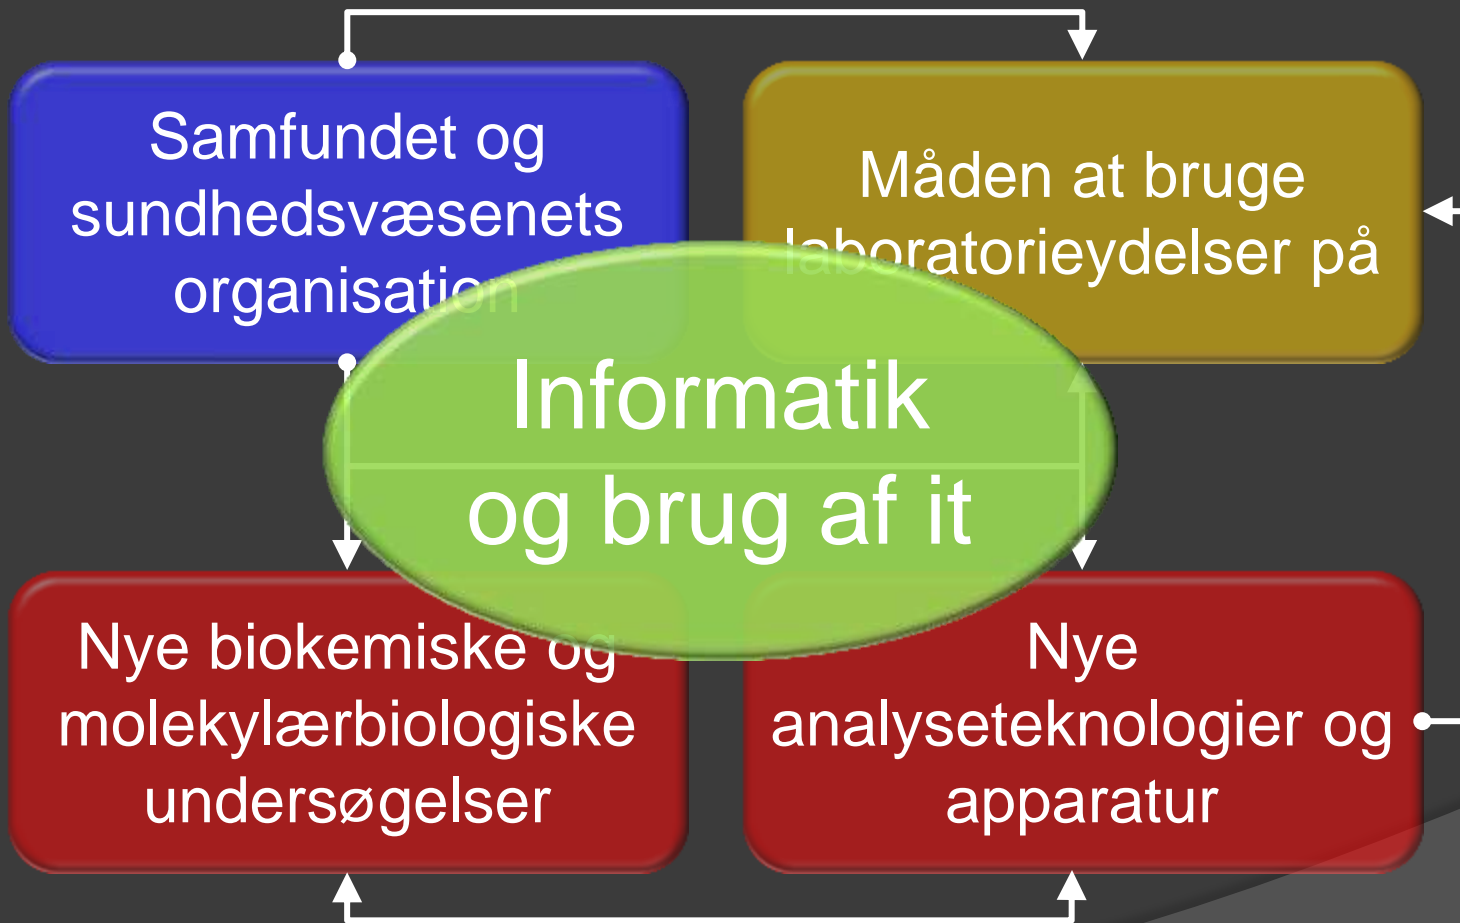 Samfundet og
sundhedsvæsenets
organisation
Måden at bruge
laboratorieydelser på
Informatik
og brug af it
Nye biokemiske og
molekylærbiologiske
undersøgelser
Nye
analyseteknologier og
apparatur